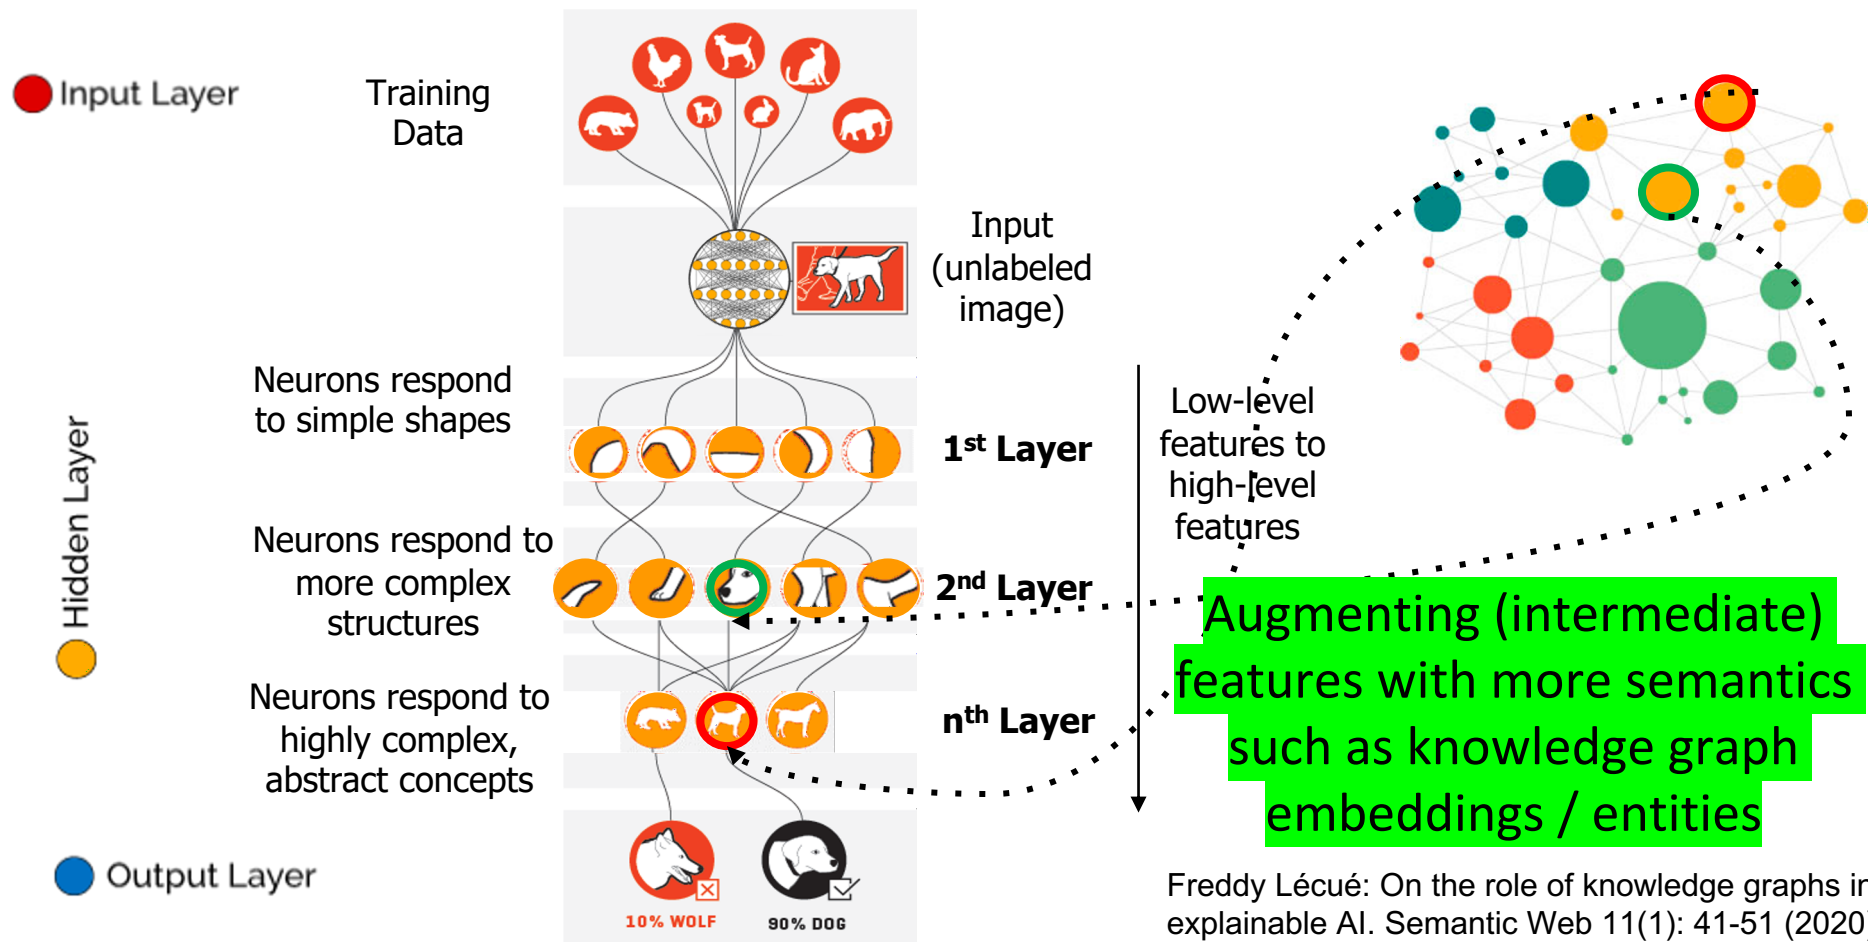 Input Layer
Training
Data
Input
(unlabeled
image)
Neurons respond
to simple shapes
1st Layer
Low-level
features to
high-level
features
Hidden Layer
Neurons respond to
more complex
structures
2nd Layer
Augmenting (intermediate)
features with more semantics
such as knowledge graph
embeddings / entities
Neurons respond to
highly complex,
abstract concepts
nth Layer
Output Layer
10% WOLF
90% DOG
Freddy Lécué: On the role of knowledge graphs in
explainable AI. Semantic Web 11(1): 41-51 (2020)